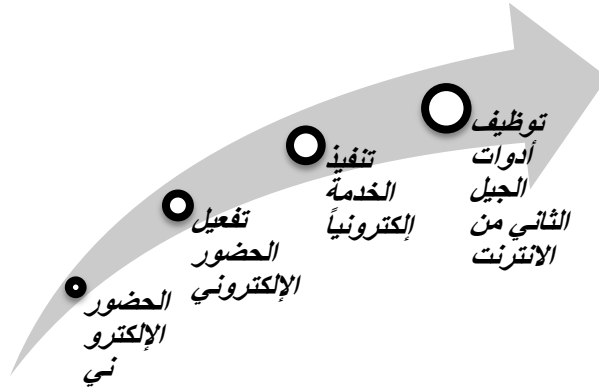 الحضور
الإلكترو
ني
تفعيل
الحضور
الإلكتروني
تنفيذ
الخدمة
إلكترونياً
توظيف
أدوات
الجيل
الثاني من
الانترنت